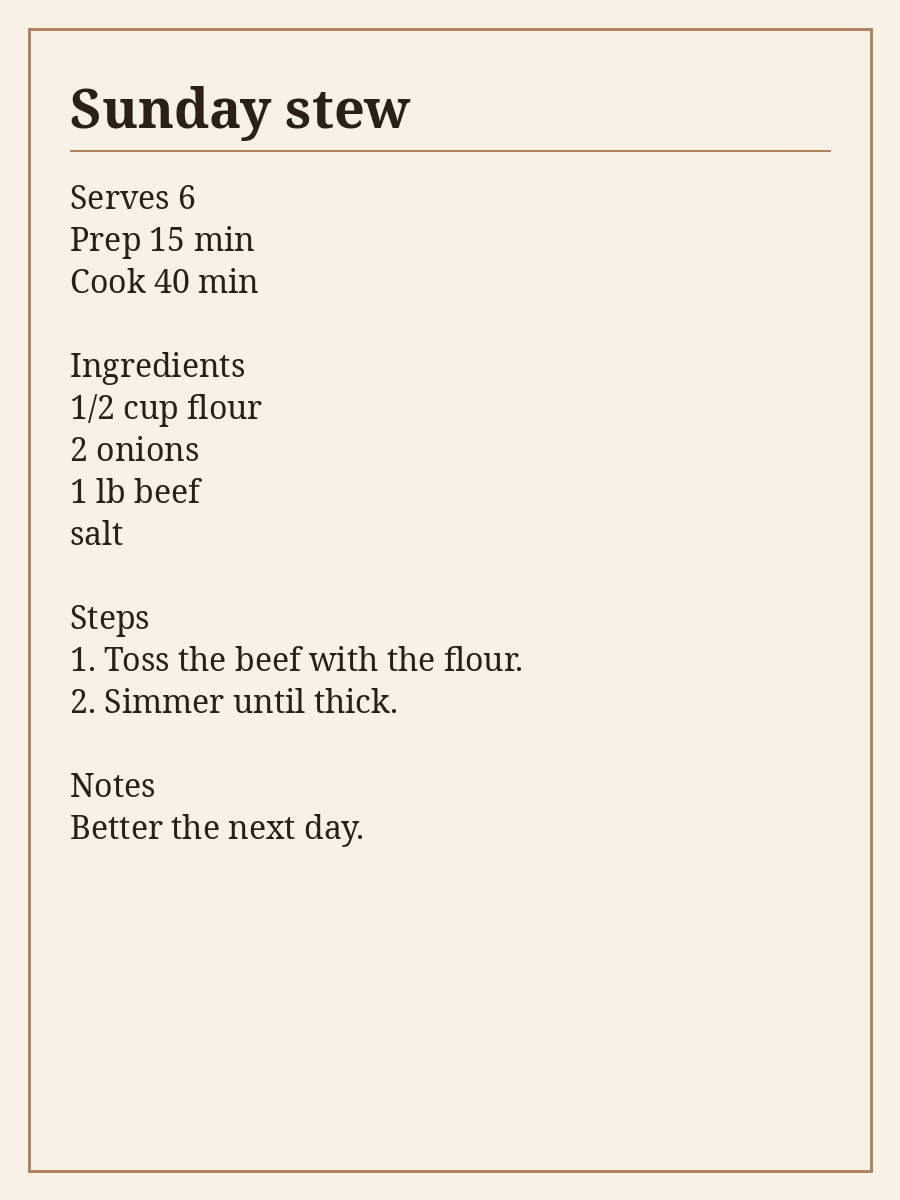 Sunday stew
Serves 6
Prep 15 min
Cook 40 min
Ingredients
1/2 cup flour
2 onions
1 lb beef
salt
Steps
1. Toss the beef with the flour.
2. Simmer until thick.
Notes
Better the next day.